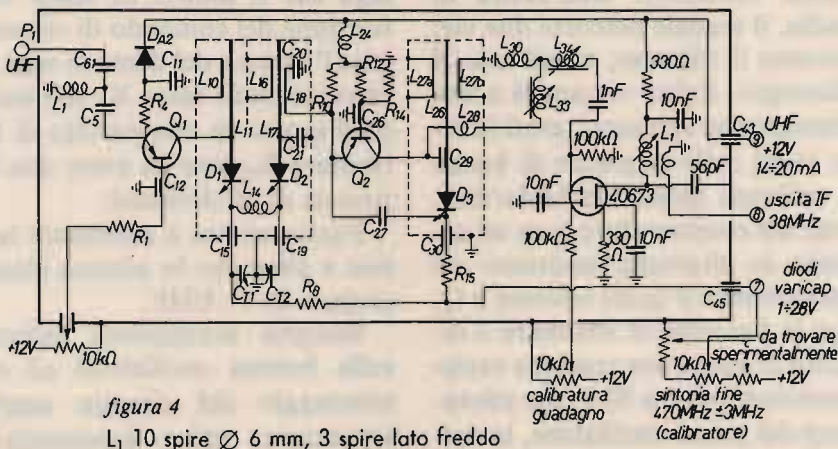 P₁
UHF
C61
L₁
C5
DA2
C11
R4
Q₁
C12
R₁
+12V
10kΩ
L10
L11
L16
L17
C20
L18
C21
D₁
D₂
L14
C15
C19
CT1
CT2
R8
L24
R12
C26
R14
Q₂
C27
L27a
L26
L27b
L28
C29
D₃
C30
R15
L30
L34
L33
1nF
100kΩ
10nF
100kΩ
40673
330Ω
10nF
330Ω
10nF
L₁
56pF
C43
⑨ UHF
+12V
14÷20mA
⑧ uscita IF
38MHz
⑦ diodi
varicap
1÷28V
C45
da trovare
sperimentalmente
10kΩ
+12V
calibratura
guadagno
10kΩ
+12V
sintonia fine
470MHz ±3MHz
(calibratore)
figura 4
L₁ 10 spire ∅ 6 mm, 3 spire lato freddo